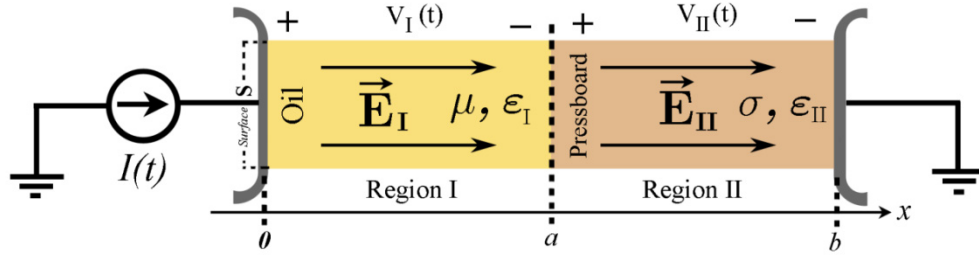 + V_I(t) − + V_II(t) −
Surface S
Oil
E_I μ, ε_I
Pressboard
E_II σ, ε_II
I(t)
Region I Region II
x
0 a b